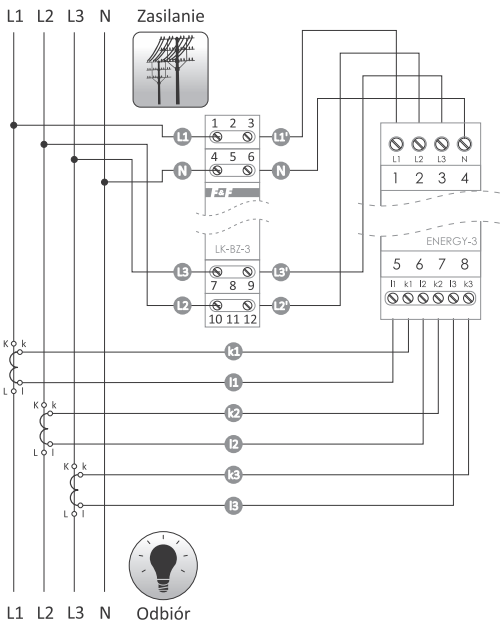 L1 L2 L3 N Zasilanie
1 2 3
L1 L1'
4 5 6
N N
F&F
LK-BZ-3
L3 L3'
7 8 9
L2 L2'
10 11 12
L1 L2 L3 N
1 2 3 4
ENERGY-3
5 6 7 8
l1 k1 l2 k2 l3 k3
K k
k1
l1
L l
K k
k2
l2
L l
K k
k3
l3
L l
L1 L2 L3 N Odbiór